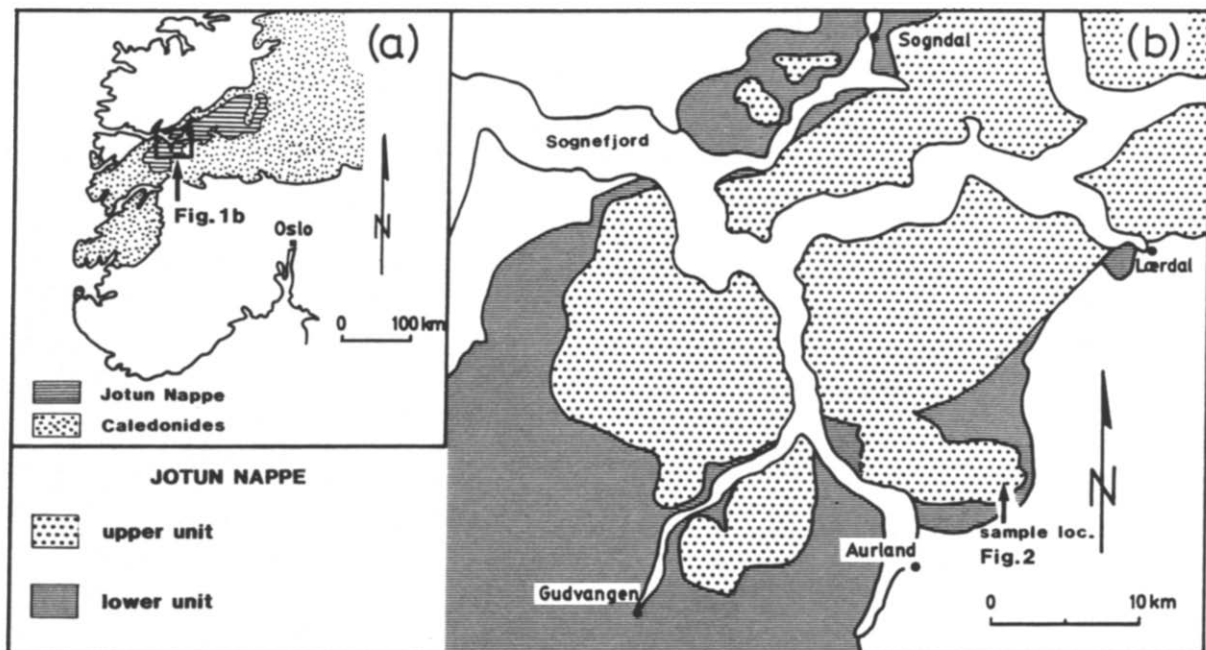 (a)
Fig.1b
N
Oslo
0 100 km
Jotun Nappe
Caledonides
JOTUN NAPPE
upper unit
lower unit
(b)
Sogndal
Sognefjord
Lærdal
N
sample loc.
Fig.2
Aurland
Gudvangen
0 10 km